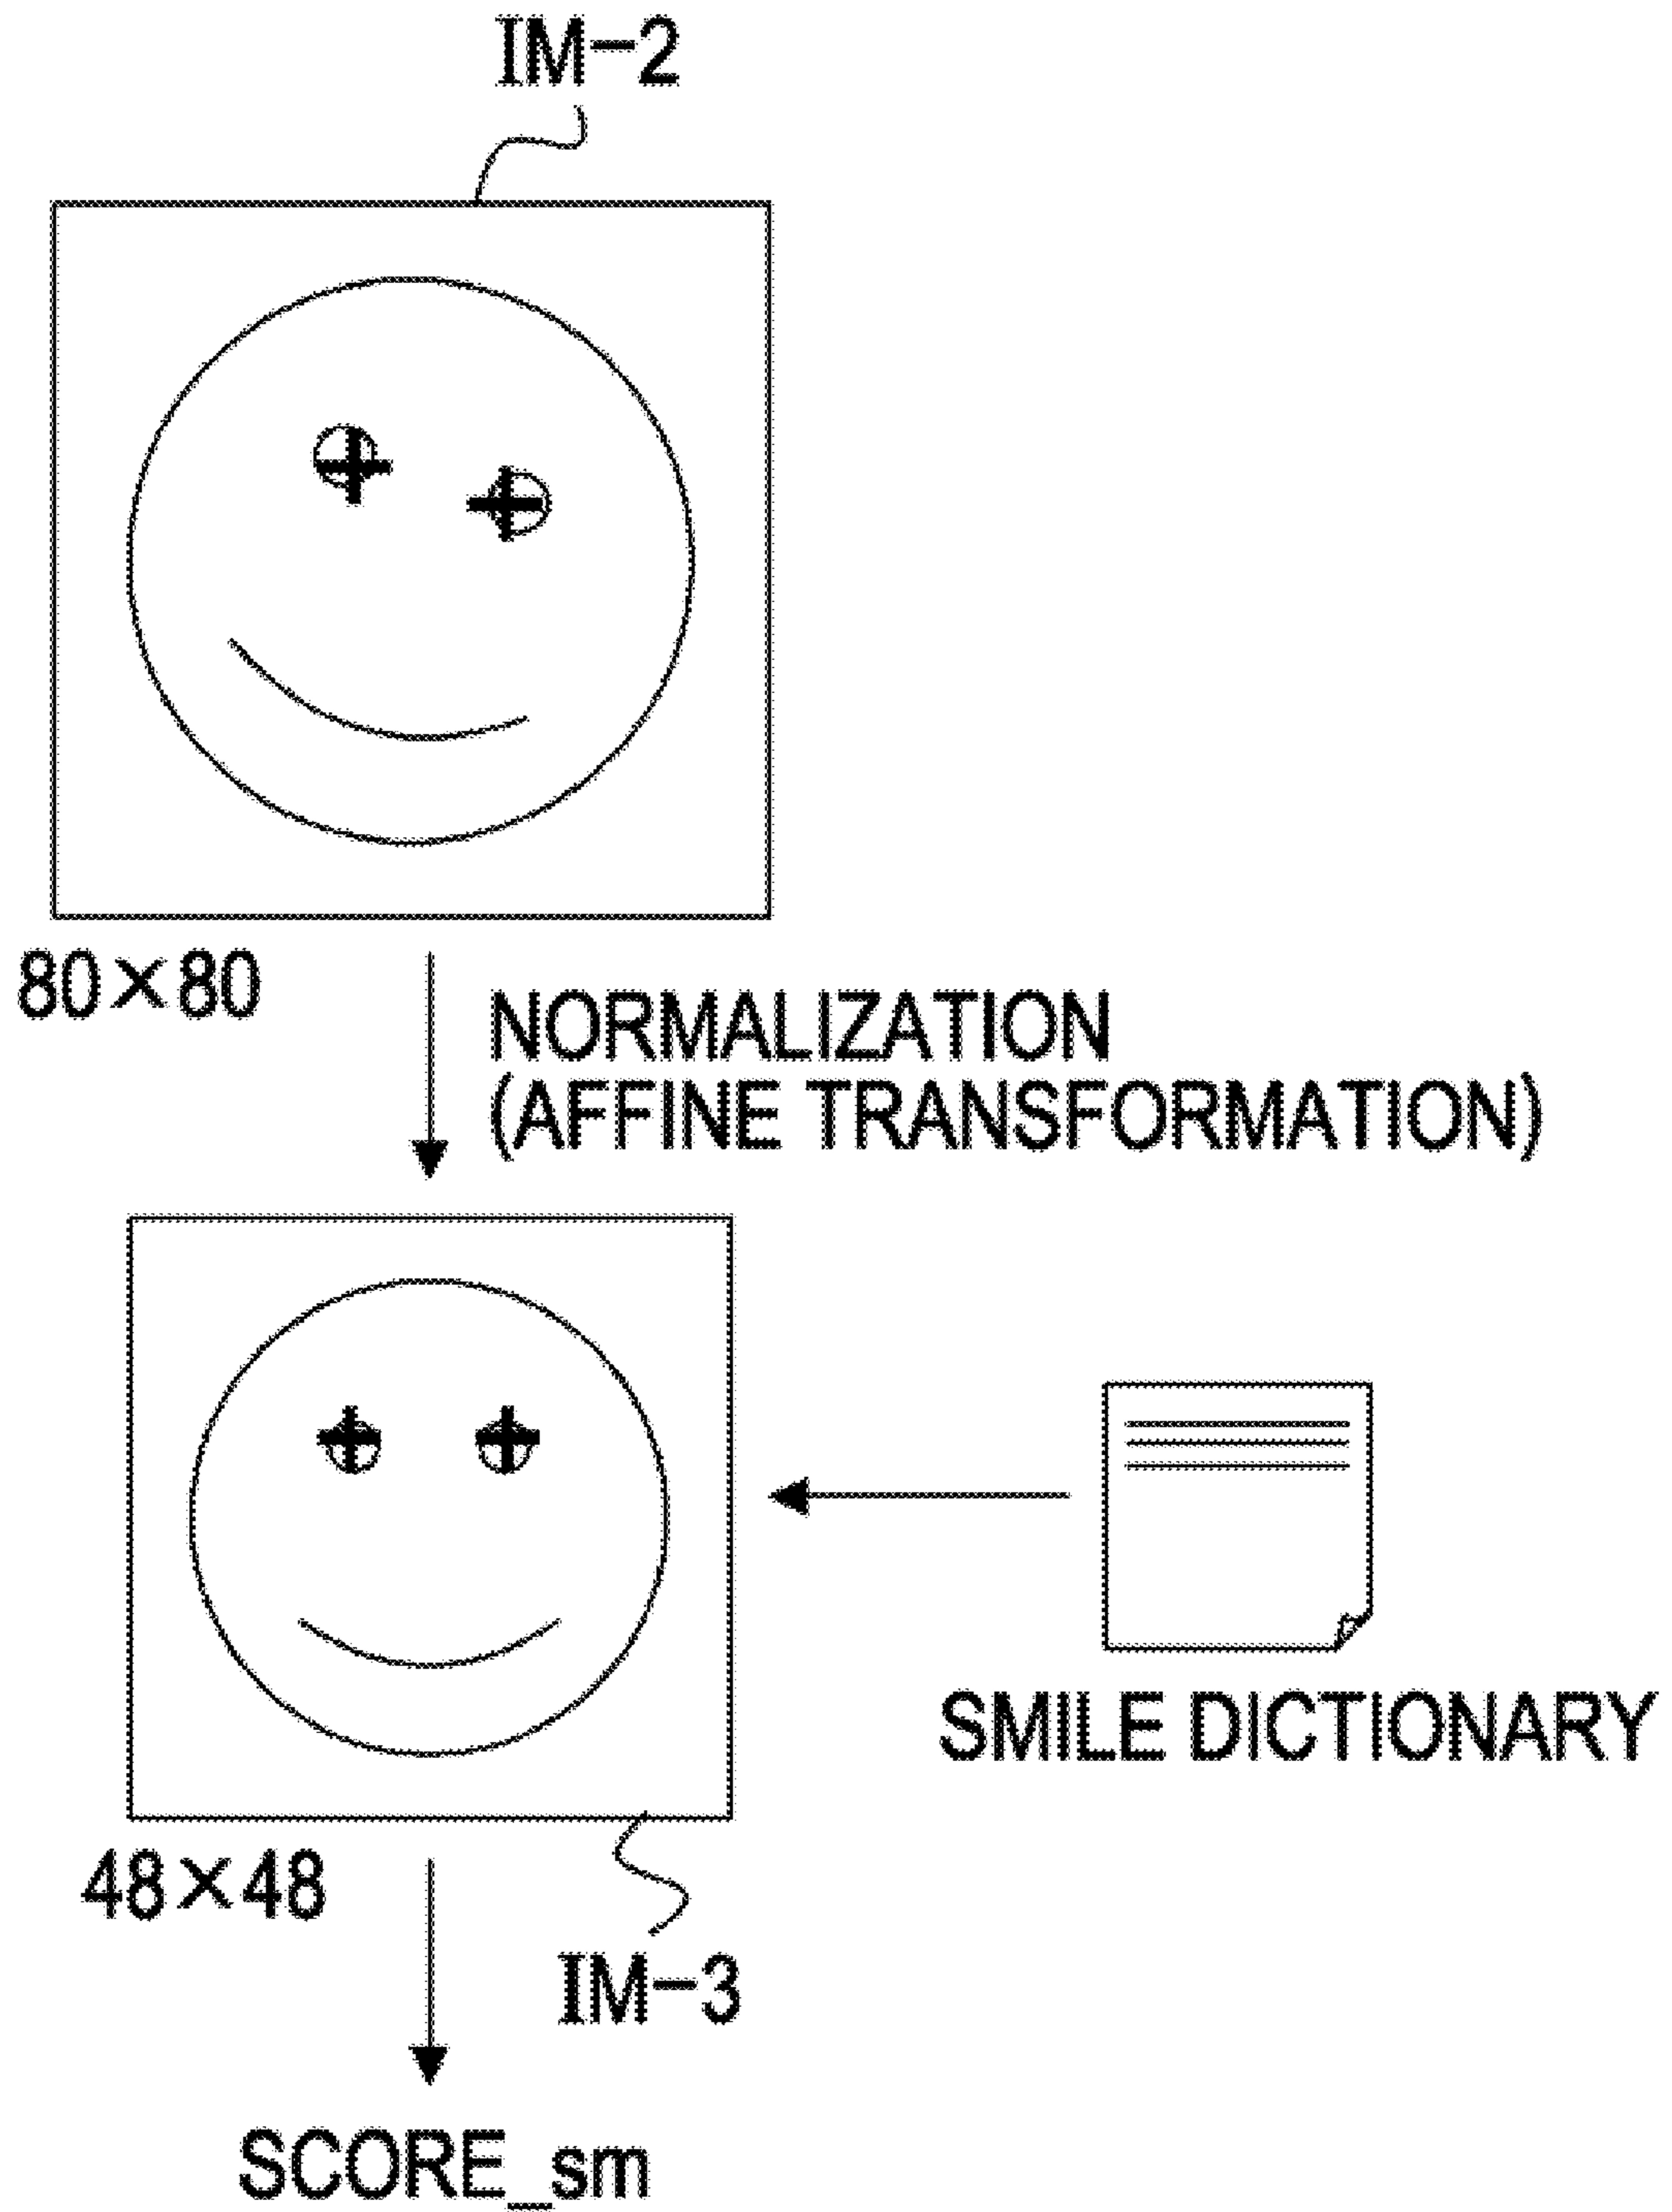 IM-2
80×80
NORMALIZATION
(AFFINE TRANSFORMATION)
SMILE DICTIONARY
48×48
IM-3
SCORE_sm